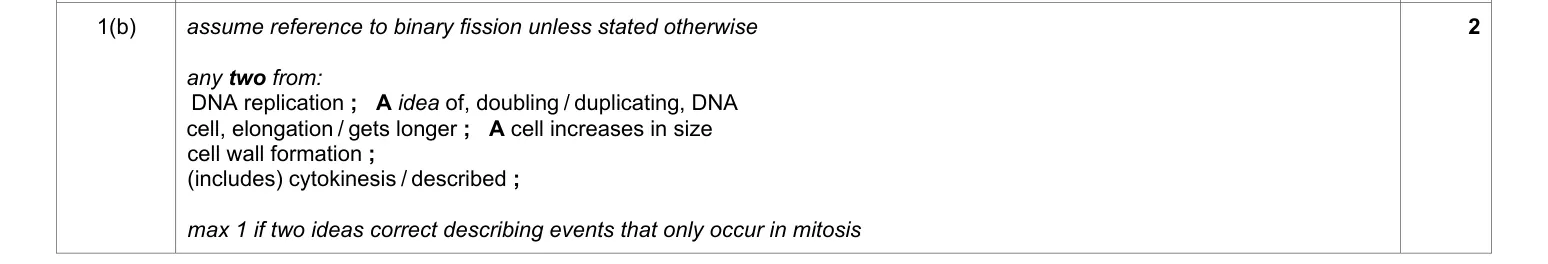 1(b) assume reference to binary fission unless stated otherwise 2
any two from:
DNA replication ; A idea of, doubling / duplicating, DNA
cell, elongation / gets longer ; A cell increases in size
cell wall formation ;
(includes) cytokinesis / described ;
max 1 if two ideas correct describing events that only occur in mitosis